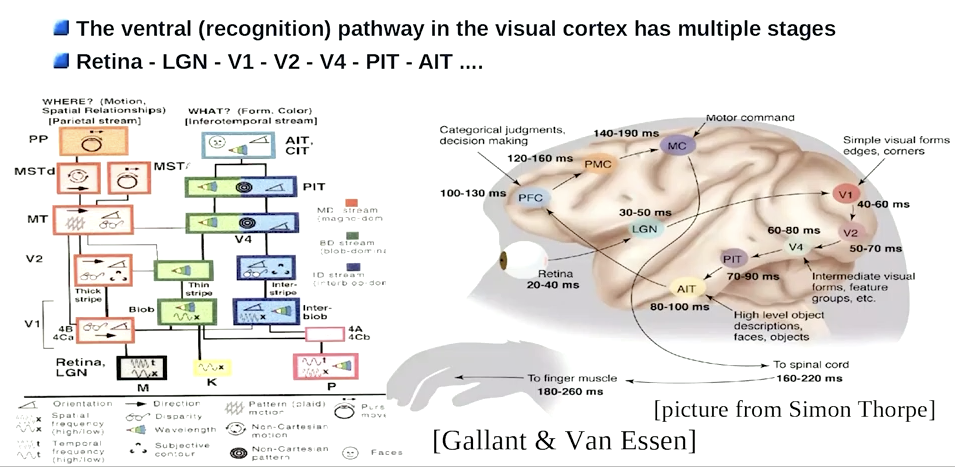 The ventral (recognition) pathway in the visual cortex has multiple stages
Retina - LGN - V1 - V2 - V4 - PIT - AIT ....
WHERE? (Motion,
Spatial Relationships)
[Parietal stream]
WHAT? (Form, Color)
[Inferotemporal stream]
PP
AIT,
CIT
MSTd
MST
PIT
MT
V4
V2
Thick
stripe
Thin
stripe
Inter-
stripe
V1
Blob
Inter-
blob
4B
4Ca
4A
4Cb
Retina,
LGN
M
K
P
MD stream
BD stream
ID stream
Orientation
Direction
Pattern (plaid)
motion
Spatial
frequency
(high/low)
Disparity
Wavelength
Non-Cartesian
motion
Temporal
frequency
(high/low)
Subjective
contour
Non-Cartesian
pattern
Faces
Motor command
Categorical judgments,
decision making
140-190 ms
MC
Simple visual forms
edges, corners
120-160 ms
PMC
100-130 ms
PFC
30-50 ms
LGN
V1
40-60 ms
60-80 ms
V2
V4
50-70 ms
PIT
70-90 ms
Retina
20-40 ms
AIT
80-100 ms
Intermediate visual
forms, feature
groups, etc.
High level object
descriptions,
faces, objects
To spinal cord
160-220 ms
To finger muscle
180-260 ms
[picture from Simon Thorpe]
[Gallant & Van Essen]